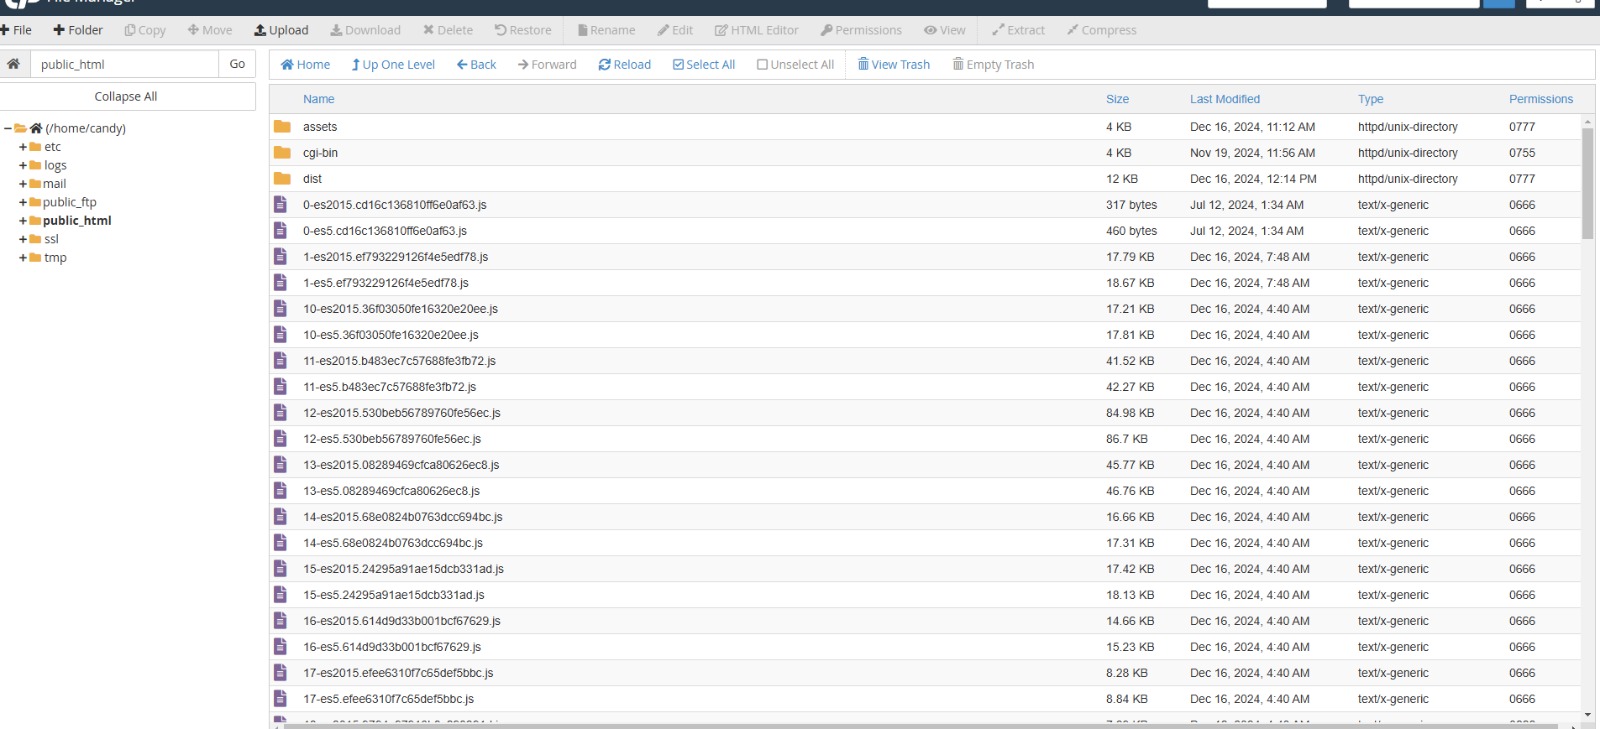 File Manager
File Folder Copy Move Upload Download Delete Restore Rename Edit HTML Editor Permissions View Extract Compress
public_html Go Home Up One Level Back Forward Reload Select All Unselect All View Trash Empty Trash
Collapse All
Name Size Last Modified Type Permissions
(/home/candy)
etc
logs
mail
public_ftp
public_html
ssl
tmp
assets 4 KB Dec 16, 2024, 11:12 AM httpd/unix-directory 0777
cgi-bin 4 KB Nov 19, 2024, 11:56 AM httpd/unix-directory 0755
dist 12 KB Dec 16, 2024, 12:14 PM httpd/unix-directory 0777
0-es2015.cd16c136810ff6e0af63.js 317 bytes Jul 12, 2024, 1:34 AM text/x-generic 0666
0-es5.cd16c136810ff6e0af63.js 460 bytes Jul 12, 2024, 1:34 AM text/x-generic 0666
1-es2015.ef793229126f4e5edf78.js 17.79 KB Dec 16, 2024, 7:48 AM text/x-generic 0666
1-es5.ef793229126f4e5edf78.js 18.67 KB Dec 16, 2024, 7:48 AM text/x-generic 0666
10-es2015.36f03050fe16320e20ee.js 17.21 KB Dec 16, 2024, 4:40 AM text/x-generic 0666
10-es5.36f03050fe16320e20ee.js 17.81 KB Dec 16, 2024, 4:40 AM text/x-generic 0666
11-es2015.b483ec7c57688fe3fb72.js 41.52 KB Dec 16, 2024, 4:40 AM text/x-generic 0666
11-es5.b483ec7c57688fe3fb72.js 42.27 KB Dec 16, 2024, 4:40 AM text/x-generic 0666
12-es2015.530beb56789760fe56ec.js 84.98 KB Dec 16, 2024, 4:40 AM text/x-generic 0666
12-es5.530beb56789760fe56ec.js 86.7 KB Dec 16, 2024, 4:40 AM text/x-generic 0666
13-es2015.08289469cfca80626ec8.js 45.77 KB Dec 16, 2024, 4:40 AM text/x-generic 0666
13-es5.08289469cfca80626ec8.js 46.76 KB Dec 16, 2024, 4:40 AM text/x-generic 0666
14-es2015.68e0824b0763dcc694bc.js 16.66 KB Dec 16, 2024, 4:40 AM text/x-generic 0666
14-es5.68e0824b0763dcc694bc.js 17.31 KB Dec 16, 2024, 4:40 AM text/x-generic 0666
15-es2015.24295a91ae15dcb331ad.js 17.42 KB Dec 16, 2024, 4:40 AM text/x-generic 0666
15-es5.24295a91ae15dcb331ad.js 18.13 KB Dec 16, 2024, 4:40 AM text/x-generic 0666
16-es2015.614d9d33b001bcf67629.js 14.66 KB Dec 16, 2024, 4:40 AM text/x-generic 0666
16-es5.614d9d33b001bcf67629.js 15.23 KB Dec 16, 2024, 4:40 AM text/x-generic 0666
17-es2015.efee6310f7c65def5bbc.js 8.28 KB Dec 16, 2024, 4:40 AM text/x-generic 0666
17-es5.efee6310f7c65def5bbc.js 8.84 KB Dec 16, 2024, 4:40 AM text/x-generic 0666